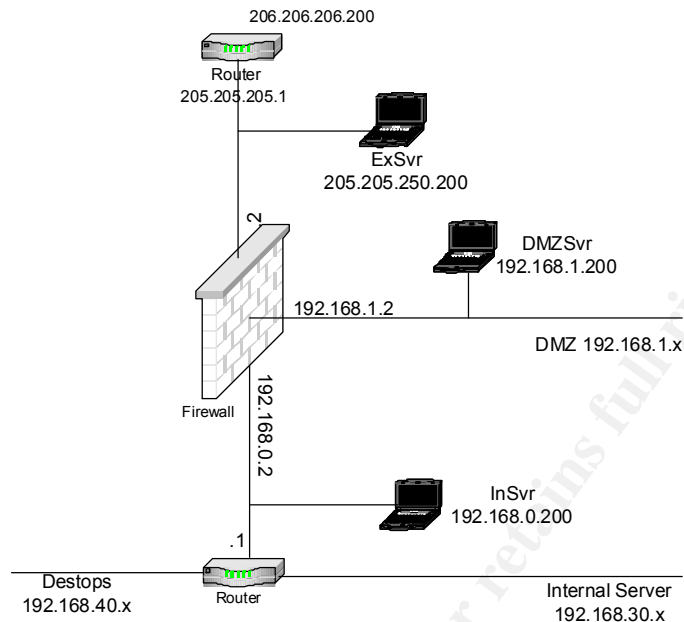 206.206.206.200
Router
205.205.205.1
ExSvr
205.205.250.200
.2
DMZSvr
192.168.1.200
192.168.1.2
DMZ 192.168.1.x
Firewall
192.168.0.2
InSvr
192.168.0.200
.1
Router
Destops
192.168.40.x
Internal Server
192.168.30.x
retains full